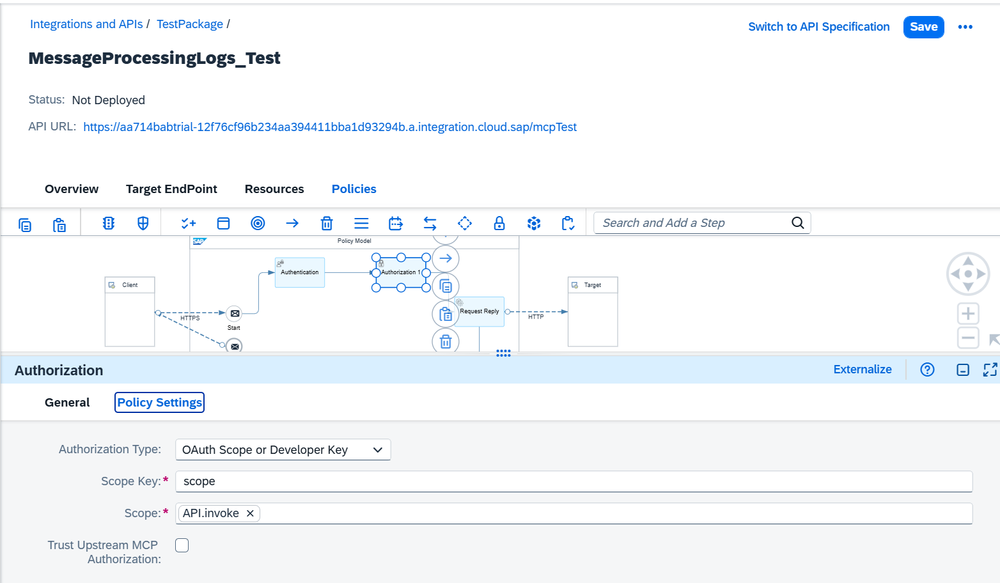 Integrations and APIs / TestPackage /
Switch to API Specification Save
MessageProcessingLogs_Test
Status: Not Deployed
API URL: https://aa714babtrial-12f76cf96b234aa394411bba1d93294b.a.integration.cloud.sap/mcpTest
Overview Target EndPoint Resources Policies
Search and Add a Step
SAP Policy Model
Authentication Authorization 1
Client Target
Request Reply
HTTPS HTTP
Start
Authorization Externalize
General Policy Settings
Authorization Type: OAuth Scope or Developer Key
Scope Key:* scope
Scope:* API.invoke
Trust Upstream MCP
Authorization: